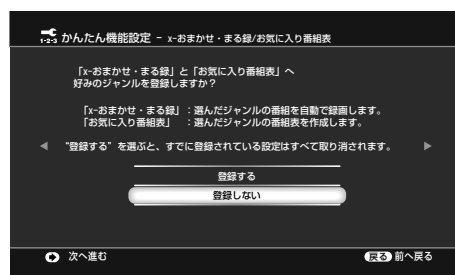 1-2-3 かんたん機能設定 − x-おまかせ・まる録/お気に入り番組表
「x-おまかせ・まる録」と「お気に入り番組表」へ
好みのジャンルを登録しますか？
「x-おまかせ・まる録」：選んだジャンルの番組を自動で録画します。
「お気に入り番組表」 ：選んだジャンルの番組表を作成します。
“登録する”を選ぶと、すでに登録されている設定はすべて取り消されます。
登録する
登録しない
次へ進む 戻る 前へ戻る